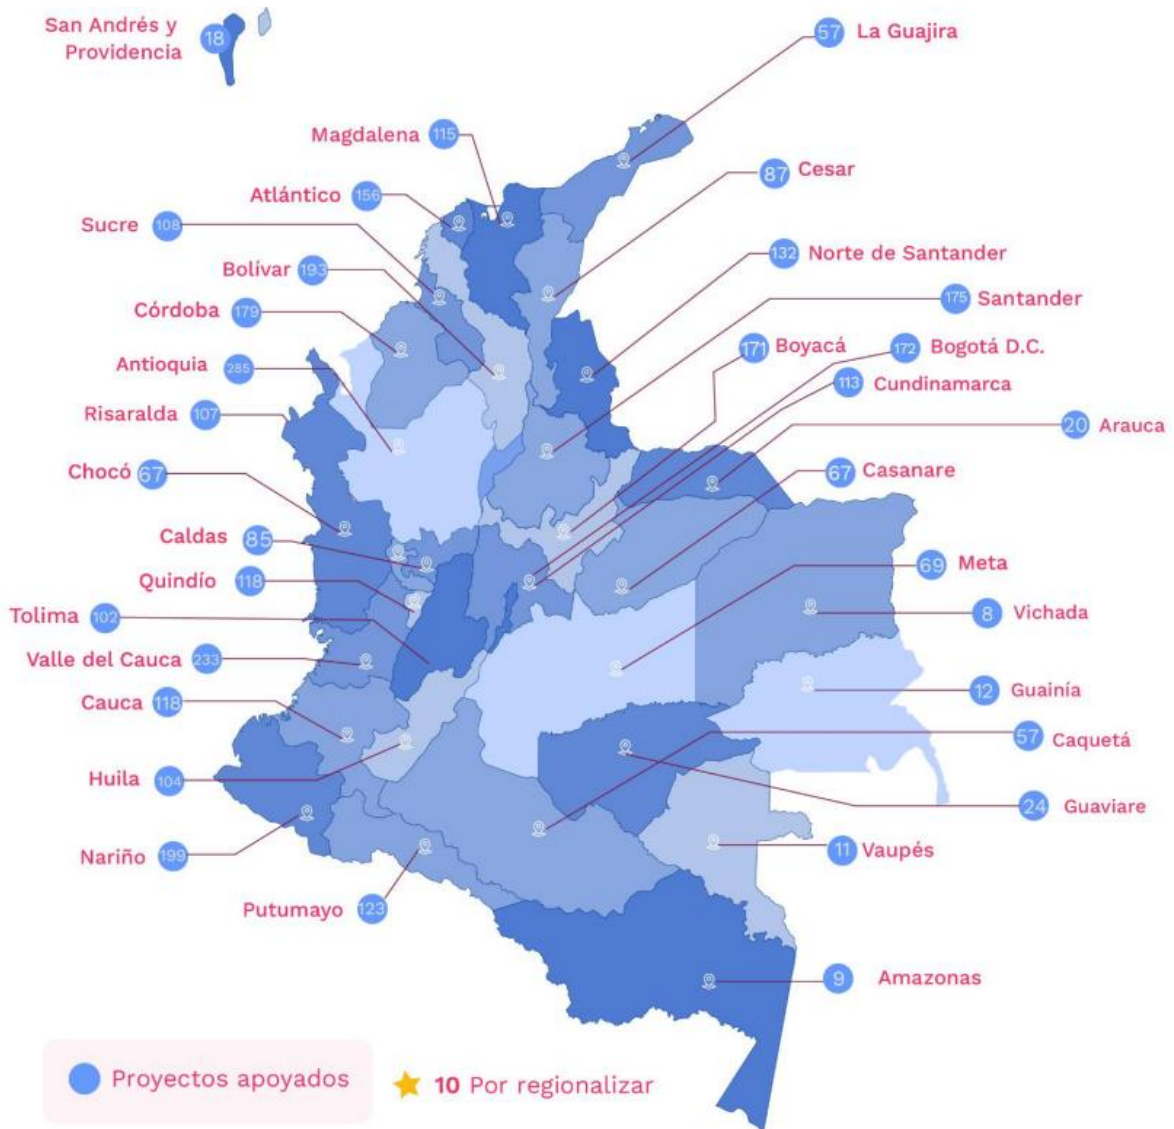 San Andrés y
Providencia
18
57 La Guajira
Magdalena 115
87 Cesar
Atlántico 156
Sucre 108
132 Norte de Santander
Bolívar 193
175 Santander
Córdoba 179
171 Boyacá
172 Bogotá D.C.
Antioquia 285
113 Cundinamarca
Risaralda 107
20 Arauca
Chocó 67
67 Casanare
Caldas 85
69 Meta
Quindío 118
8 Vichada
Tolima 102
Valle del Cauca 233
12 Guainía
Cauca 118
57 Caquetá
Huila 104
24 Guaviare
Nariño 199
11 Vaupés
Putumayo 123
9 Amazonas
Proyectos apoyados
10 Por regionalizar